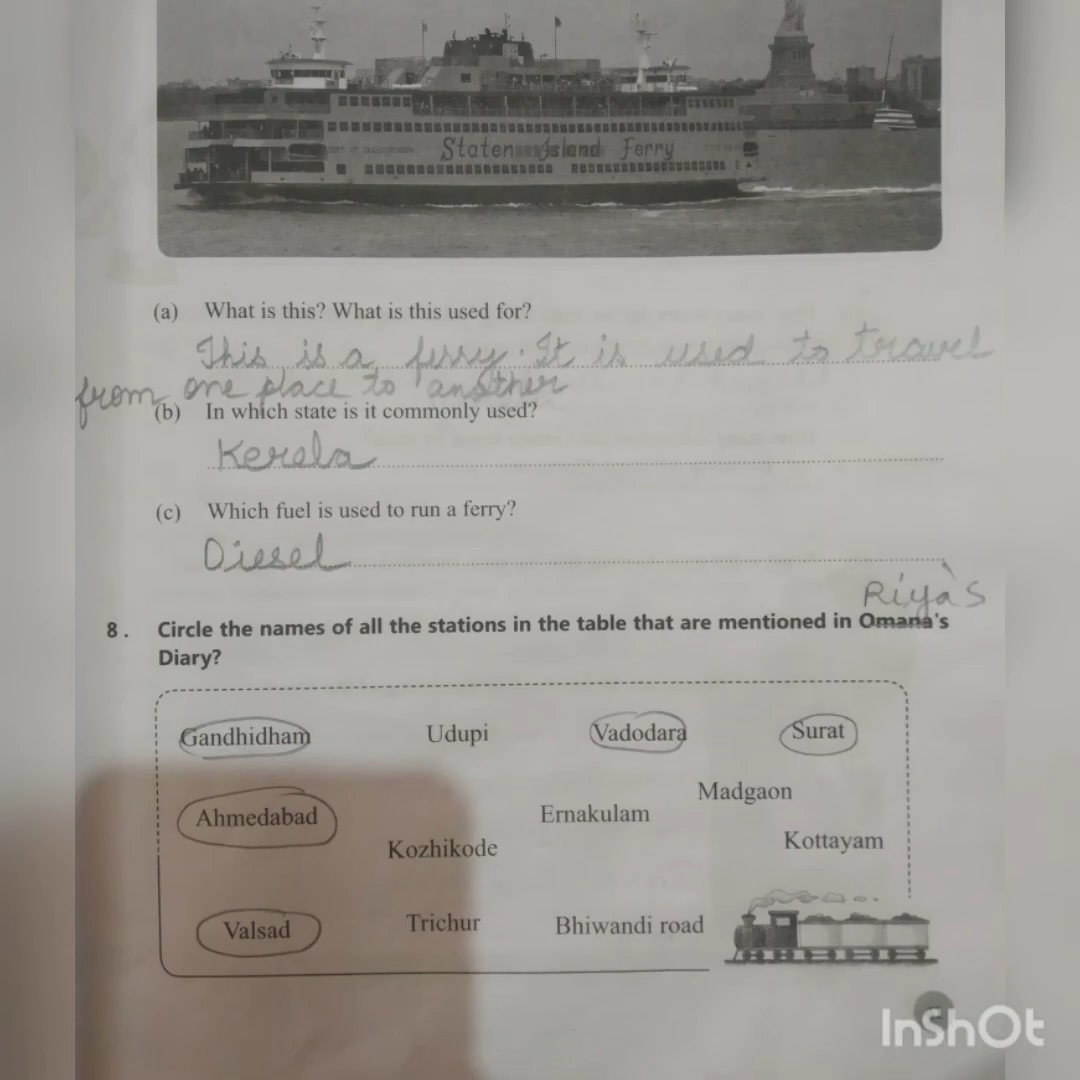 Staten Island Ferry
(a) What is this? What is this used for?
This is a ferry. It is used to travel
from one place to another
(b) In which state is it commonly used?
Kerela
(c) Which fuel is used to run a ferry?
Diesel
Riya's
8. Circle the names of all the stations in the table that are mentioned in Omana's
Diary?
Gandhidham Udupi Vadodara Surat
Madgaon
Ahmedabad Ernakulam
Kozhikode Kottayam
Valsad Trichur Bhiwandi road
InShOt